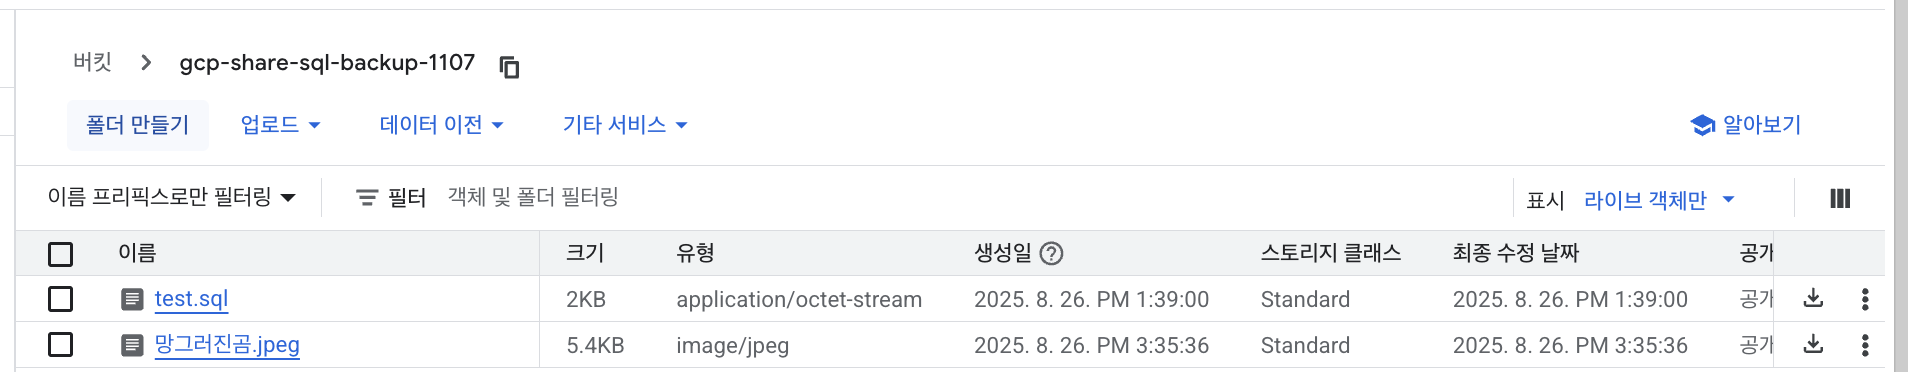 버킷 > gcp-share-sql-backup-1107
폴더 만들기 업로드 데이터 이전 기타 서비스 알아보기
이름 프리픽스로만 필터링 필터 객체 및 폴더 필터링 표시 라이브 객체만
이름 크기 유형 생성일 스토리지 클래스 최종 수정 날짜 공개
test.sql 2KB application/octet-stream 2025. 8. 26. PM 1:39:00 Standard 2025. 8. 26. PM 1:39:00 공개
망그러진곰.jpeg 5.4KB image/jpeg 2025. 8. 26. PM 3:35:36 Standard 2025. 8. 26. PM 3:35:36 공개